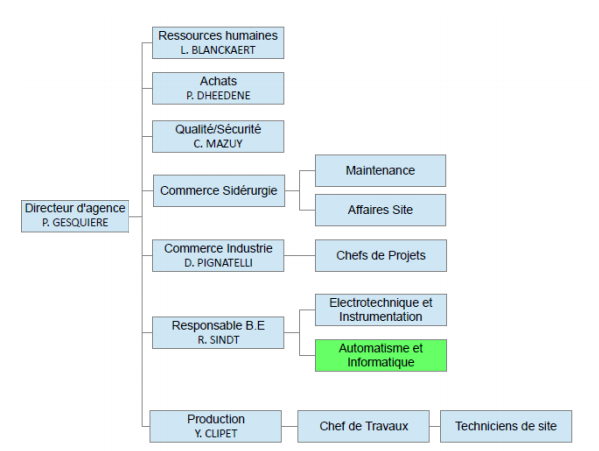 Ressources humaines
L. BLANCKAERT
Achats
P. DHEEDENE
Qualité/Sécurité
C. MAZUY
Commerce Sidérurgie
Maintenance
Affaires Site
Directeur d'agence
P. GESQUIERE
Commerce Industrie
D. PIGNATELLI
Chefs de Projets
Responsable B.E
R. SINDT
Electrotechnique et
Instrumentation
Automatisme et
Informatique
Production
Y. CLIPET
Chef de Travaux
Techniciens de site